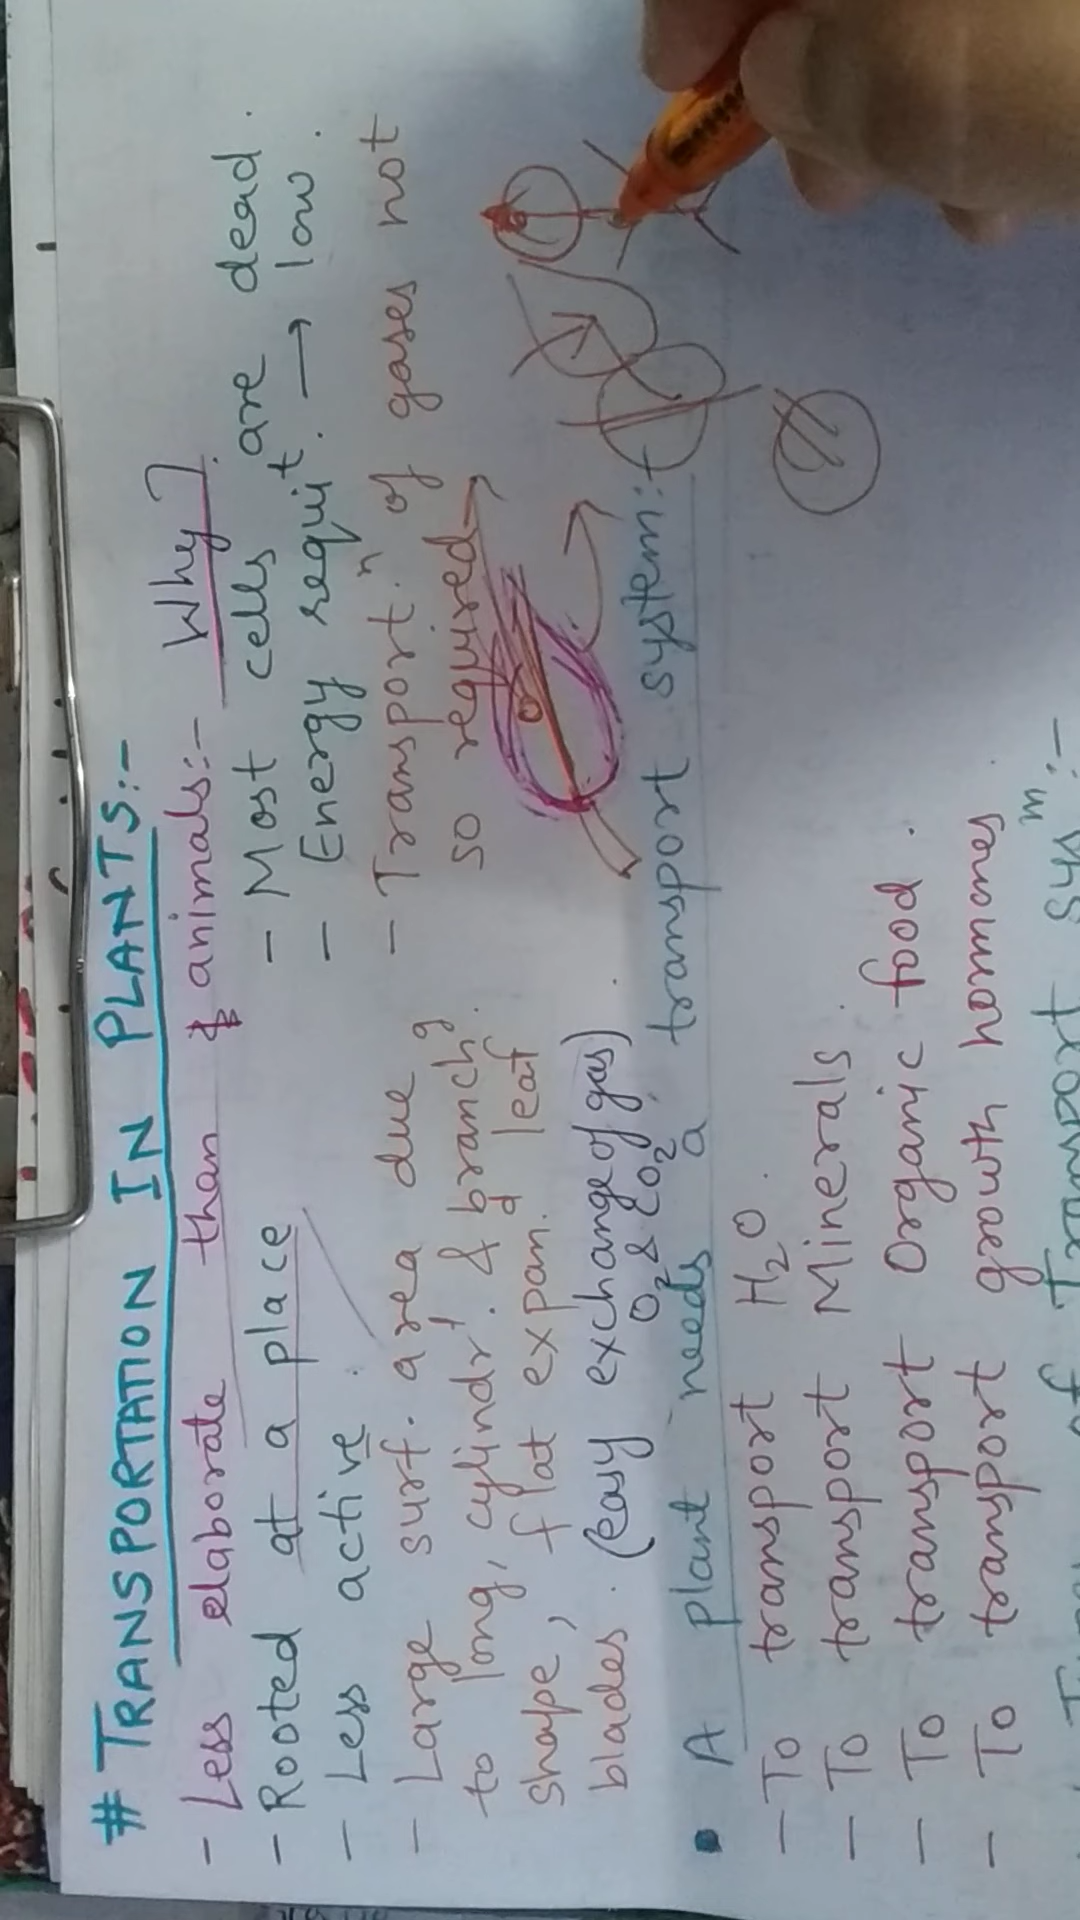 # TRANSPORTATION IN PLANTS:-
- Less elaborate than animals:- Why?
- Rooted at a place
- Less active.
- Large surf. area due
to long, cylindr. & branch.g
shape, flat expan.d leaf
blades. (easy exchange of gas)
O2 & CO2
- Most cells are dead.
- Energy requit. → low.
- Transport.n of gases not
so required
• A plant needs a transport system:-
- To transport H2O.
- To transport Minerals.
- To transport Organic food.
- To transport growth hormones.